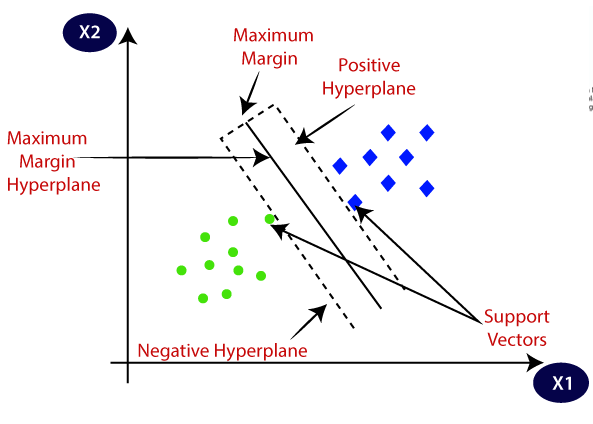 X2
Maximum
Margin
Positive
Hyperplane
Maximum
Margin
Hyperplane
Support
Vectors
Negative Hyperplane
X1